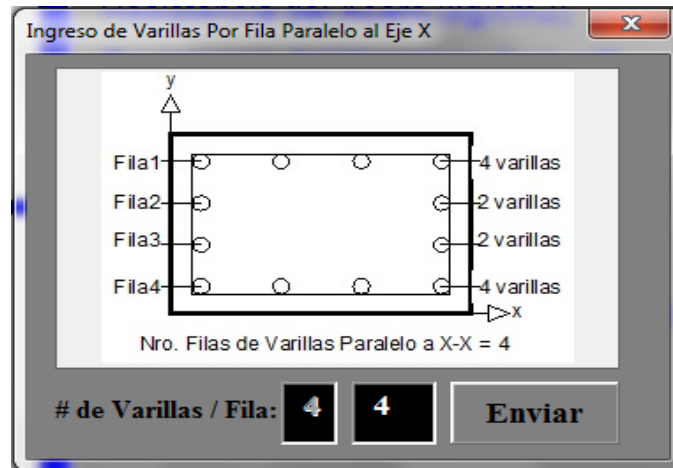 Ingreso de Varillas Por Fila Paralelo al Eje X
y
Fila1 4 varillas
Fila2 2 varillas
Fila3 2 varillas
Fila4 4 varillas
x
Nro. Filas de Varillas Paralelo a X-X = 4
# de Varillas / Fila: 4 4 Enviar